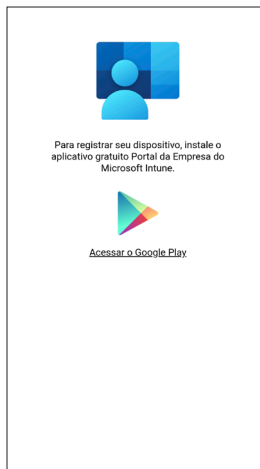 Para registrar seu dispositivo, instale o
aplicativo gratuito Portal da Empresa do
Microsoft Intune.
Acessar o Google Play